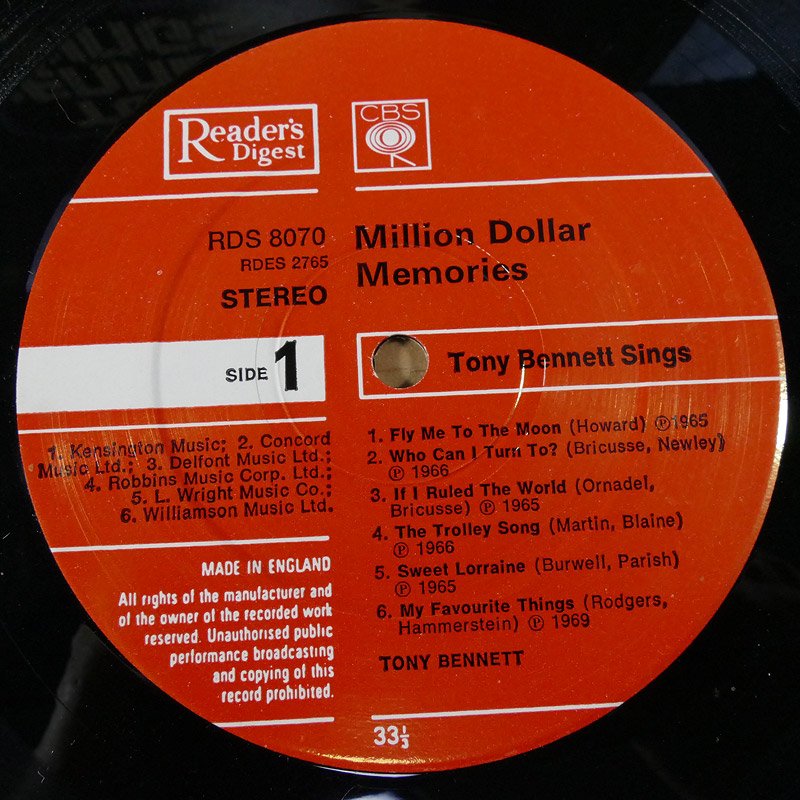 Reader's
Digest
CBS
RDS 8070
RDES 2765
STEREO
Million Dollar
Memories
SIDE 1
Tony Bennett Sings
1. Kensington Music; 2. Concord
Music Ltd.; 3. Delfont Music Ltd.;
4. Robbins Music Corp. Ltd.;
5. L. Wright Music Co.;
6. Williamson Music Ltd.
1. Fly Me To The Moon (Howard) ℗1965
2. Who Can I Turn To? (Bricusse, Newley)
℗ 1966
3. If I Ruled The World (Ornadel,
Bricusse) ℗ 1965
4. The Trolley Song (Martin, Blaine)
℗ 1966
5. Sweet Lorraine (Burwell, Parish)
℗ 1965
6. My Favourite Things (Rodgers,
Hammerstein) ℗ 1969
TONY BENNETT
MADE IN ENGLAND
All rights of the manufacturer and
of the owner of the recorded work
reserved. Unauthorised public
performance broadcasting
and copying of this
record prohibited.
33⅓